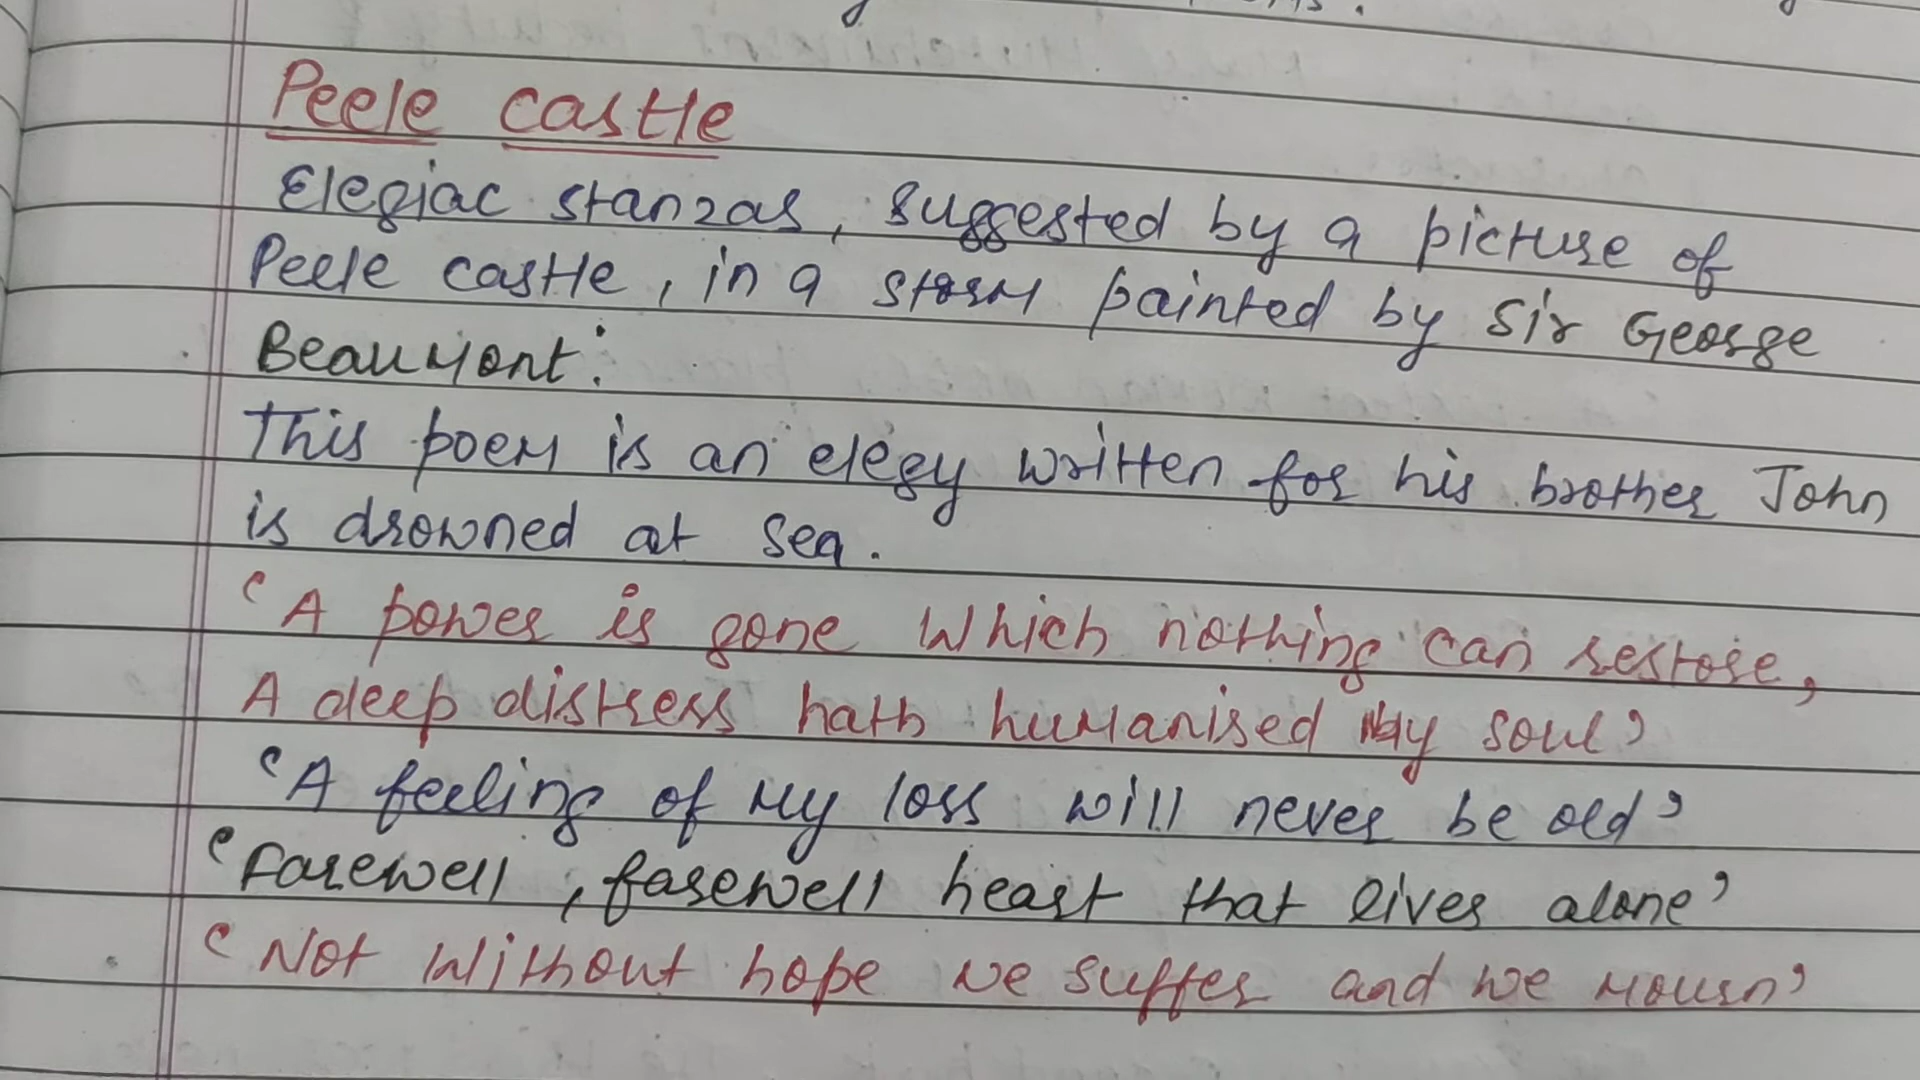 Peele castle
Elegiac stanzas, suggested by a picture of
Peele castle, in a storm painted by Sir George
Beaumont:
This poem is an elegy written for his brother John
is drowned at sea.
'A power is gone which nothing can restore,
A deep distress hath humanised my soul'
'A feeling of my loss will never be old'
'Farewell, farewell heart that lives alone'
'Not without hope we suffer and we mourn'